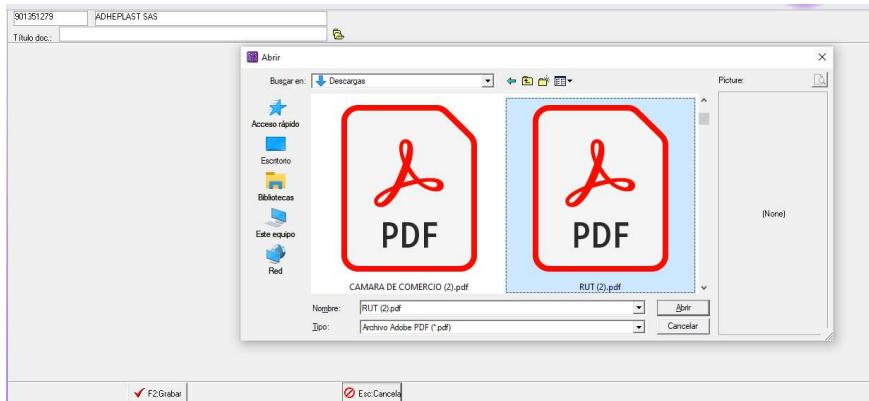 901351279 ADHEPLAST SAS
Título doc.:
Abrir
Buscar en: Descargas
Picture:
Acceso rápido
Escritorio
Bibliotecas
Este equipo
Red
PDF PDF
CAMARA DE COMERCIO (2).pdf RUT (2).pdf
(None)
Nombre: RUT (2).pdf Abrir
Tipo: Archivo Adobe PDF (*.pdf) Cancelar
F2:Grabar Esc:Cancela